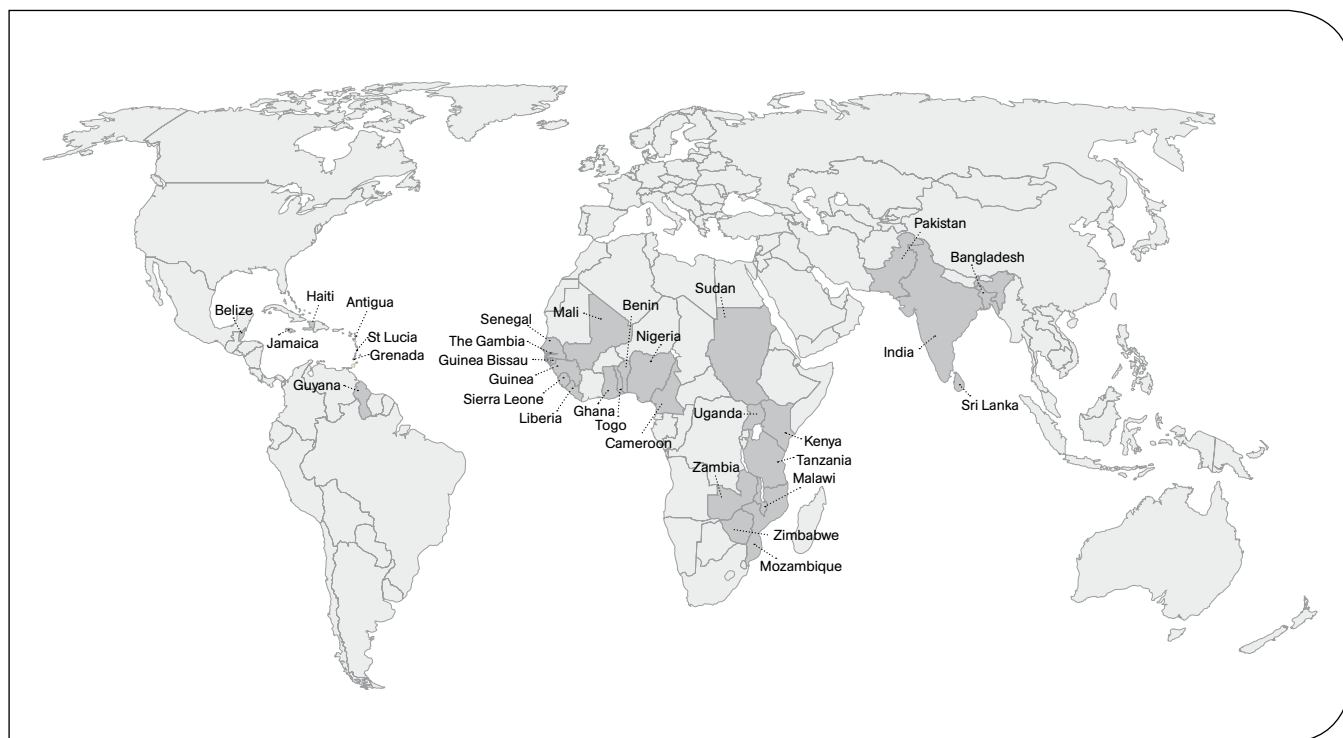 Pakistan
Bangladesh
Sudan
Haiti
Antigua
Benin
Belize
Mali
Senegal
Jamaica
St Lucia
Nigeria
The Gambia
Grenada
India
Guinea Bissau
Guinea
Guyana
Sierra Leone
Sri Lanka
Liberia
Ghana
Uganda
Togo
Cameroon
Kenya
Tanzania
Zambia
Malawi
Zimbabwe
Mozambique